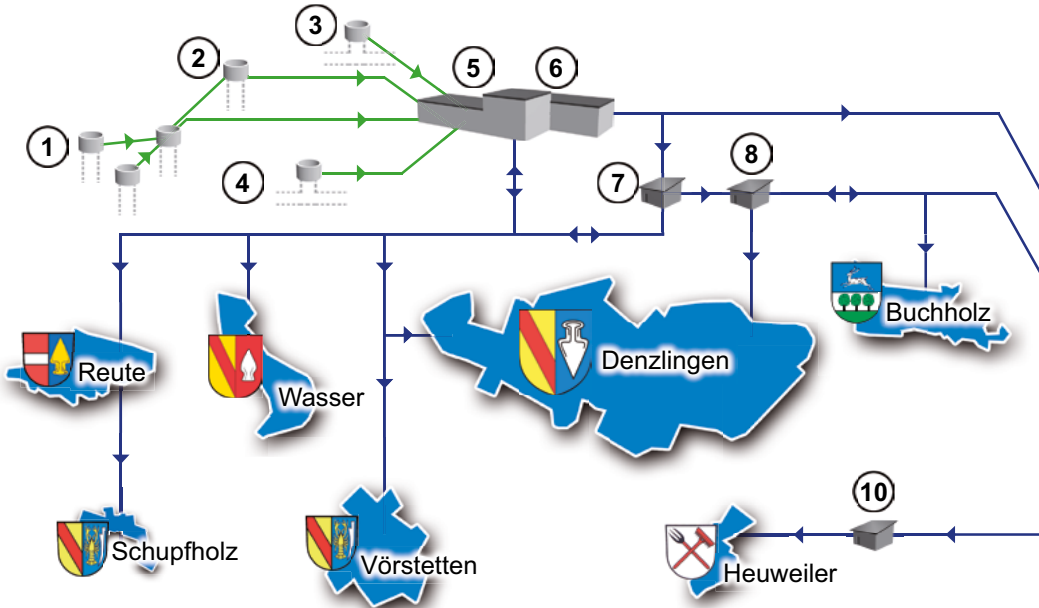 3
2
5
6
1
4
7
8
Buchholz
Denzlingen
Reute
Wasser
10
Schupfholz
Vörstetten
Heuweiler